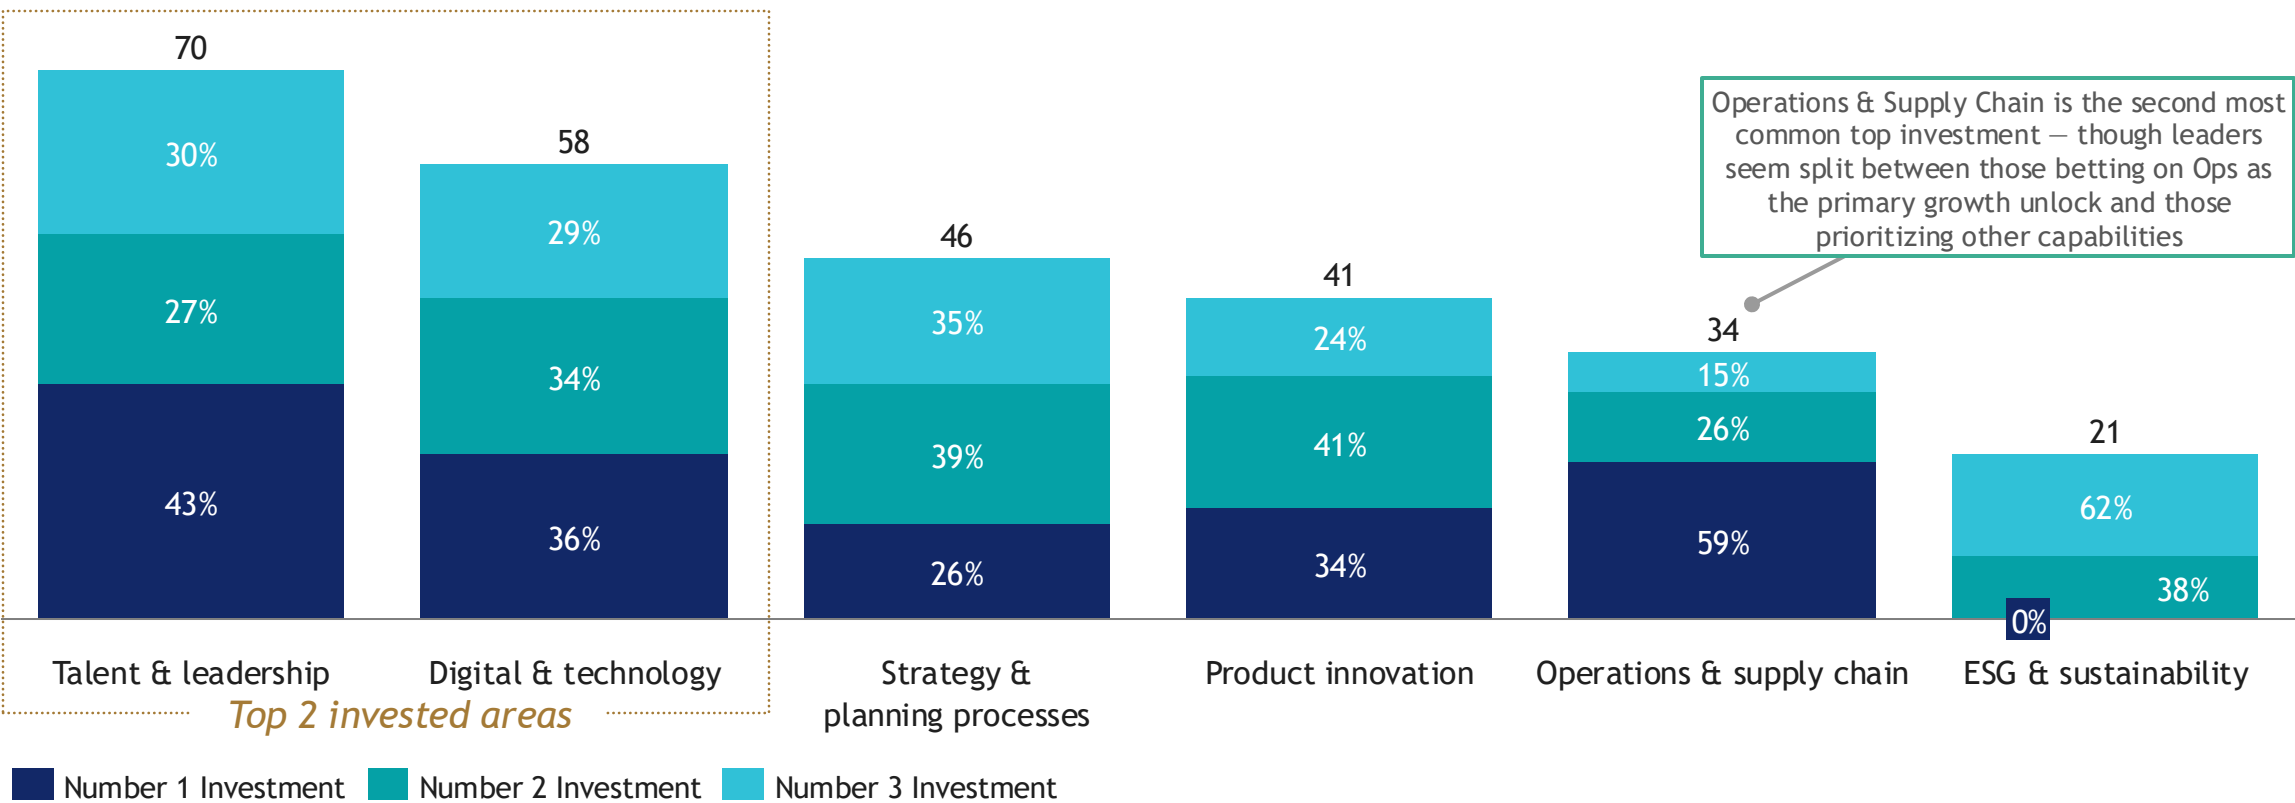 70
30%
27%
43%
58
29%
34%
36%
46
35%
39%
26%
41
24%
41%
34%
Operations & Supply Chain is the second most
common top investment — though leaders
seem split between those betting on Ops as
the primary growth unlock and those
prioritizing other capabilities
34
15%
26%
59%
21
62%
38%
0%
Talent & leadership
Digital & technology
Strategy &
planning processes
Product innovation
Operations & supply chain
ESG & sustainability
Top 2 invested areas
Number 1 Investment
Number 2 Investment
Number 3 Investment